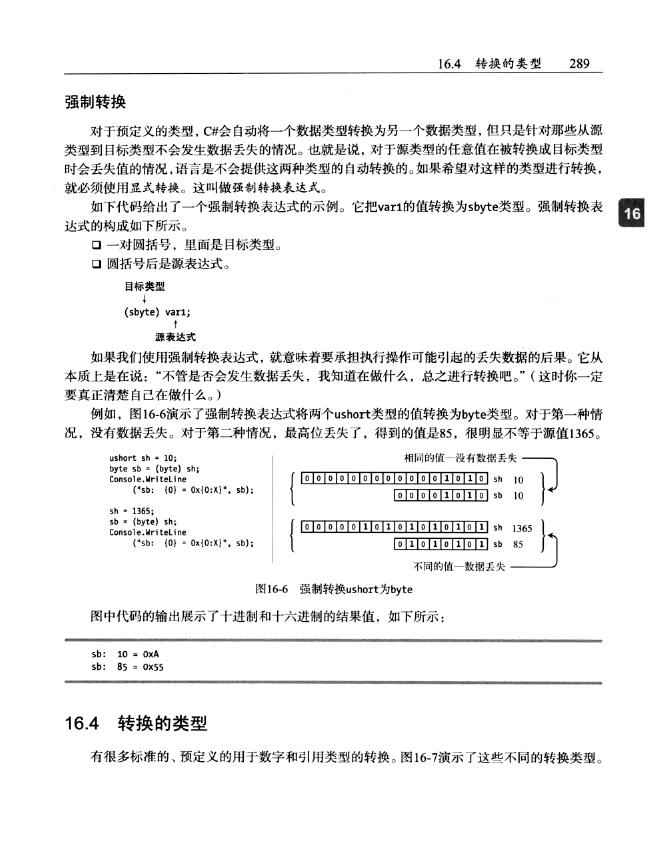 16.4 转换的类型 289
强制转换
对于预定义的类型，C#会自动将一个数据类型转换为另一个数据类型，但只是针对那些从源
类型到目标类型不会发生数据丢失的情况。也就是说，对于源类型的任意值在被转换成目标类型
时会丢失值的情况，语言是不会提供这两种类型的自动转换的。如果希望对这样的类型进行转换，
就必须使用显式转换。这叫做强制转换表达式。
如下代码给出了一个强制转换表达式的示例。它把var1的值转换为sbyte类型。强制转换表
达式的构成如下所示。
16
❑ 一对圆括号，里面是目标类型。
❑ 圆括号后是源表达式。
目标类型
↓
(sbyte) var1;
↑
源表达式
如果我们使用强制转换表达式，就意味着要承担执行操作可能引起的丢失数据的后果。它从
本质上是在说：“不管是否会发生数据丢失，我知道在做什么，总之进行转换吧。”（这时你一定
要真正清楚自己在做什么。）
例如，图16-6演示了强制转换表达式将两个ushort类型的值转换为byte类型。对于第一种情
况，没有数据丢失。对于第二种情况，最高位丢失了，得到的值是85，很明显不等于源值1365。
ushort sh = 10;
byte sb = (byte) sh;
Console.WriteLine
("sb: {0} = 0x{0:X}", sb);
sh = 1365;
sb = (byte) sh;
Console.WriteLine
("sb: {0} = 0x{0:X}", sb);
相同的值—没有数据丢失
0 0 0 0 0 0 0 0 0 0 0 0 1 0 1 0 sh 10
0 0 0 0 1 0 1 0 sb 10
0 0 0 0 0 1 0 1 0 1 0 1 0 1 0 1 sh 1365
0 1 0 1 0 1 0 1 sb 85
不同的值—数据丢失
图16-6 强制转换ushort为byte
图中代码的输出展示了十进制和十六进制的结果值，如下所示：
sb: 10 = 0xA
sb: 85 = 0x55
16.4 转换的类型
有很多标准的、预定义的用于数字和引用类型的转换。图16-7演示了这些不同的转换类型。